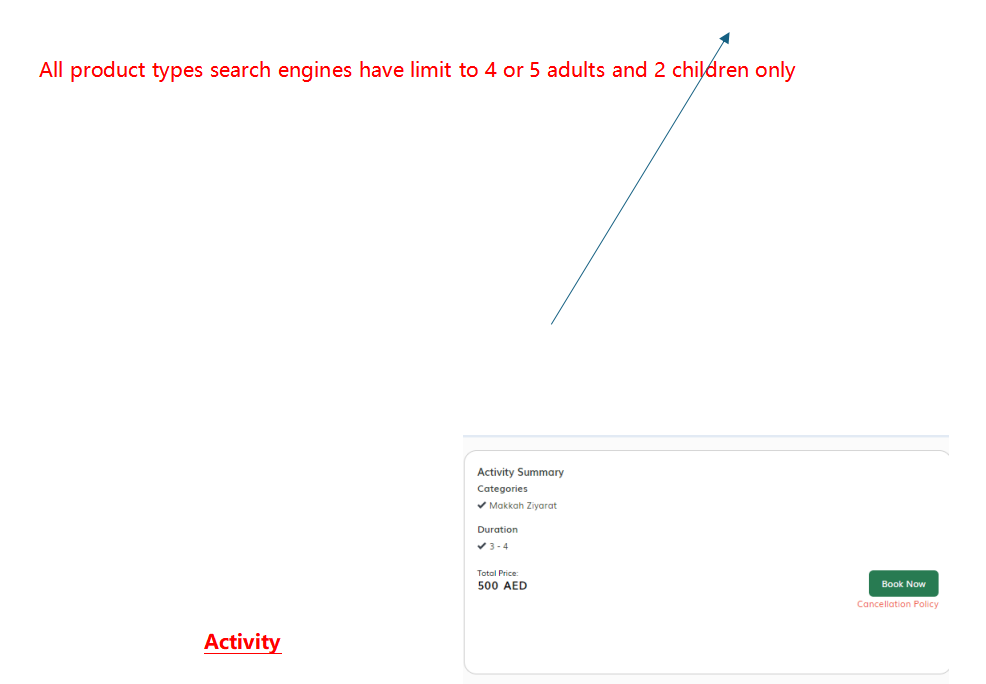 All product types search engines have limit to 4 or 5 adults and 2 children only
Activity Summary
Categories
✔ Makkah Ziyarat
Duration
✔ 3 - 4
Total Price:
500 AED
Book Now
Cancellation Policy
Activity